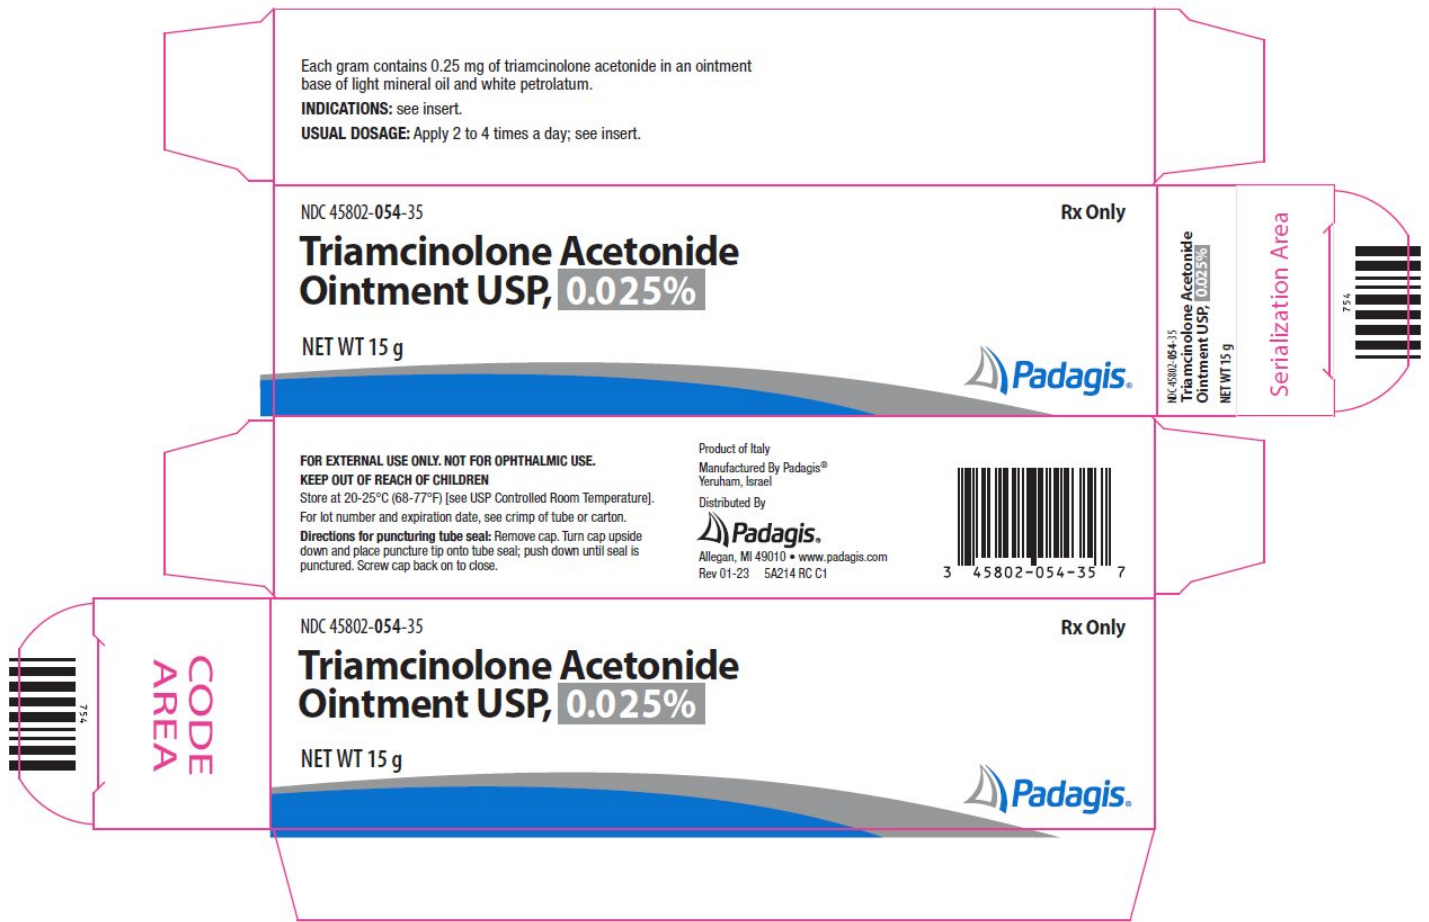 Each gram contains 0.25 mg of triamcinolone acetonide in an ointment
base of light mineral oil and white petrolatum.
INDICATIONS: see insert.
USUAL DOSAGE: Apply 2 to 4 times a day; see insert.
NDC 45802-054-35
Rx Only
Triamcinolone Acetonide
Ointment USP, 0.025%
NET WT 15 g
Padagis®
NDC 45802-054-35
Triamcinolone Acetonide
Ointment USP, 0.025%
NET WT 15 g
Serialization Area
754
FOR EXTERNAL USE ONLY. NOT FOR OPHTHALMIC USE.
KEEP OUT OF REACH OF CHILDREN
Store at 20-25°C (68-77°F) [see USP Controlled Room Temperature].
For lot number and expiration date, see crimp of tube or carton.
Directions for puncturing tube seal: Remove cap. Turn cap upside
down and place puncture tip onto tube seal; push down until seal is
punctured. Screw cap back on to close.
Product of Italy
Manufactured By Padagis®
Yeruham, Israel
Distributed By
Padagis®
Allegan, MI 49010 • www.padagis.com
Rev 01-23 5A214 RC C1
3 45802-054-35 7
754
CODE
AREA
NDC 45802-054-35
Rx Only
Triamcinolone Acetonide
Ointment USP, 0.025%
NET WT 15 g
Padagis®